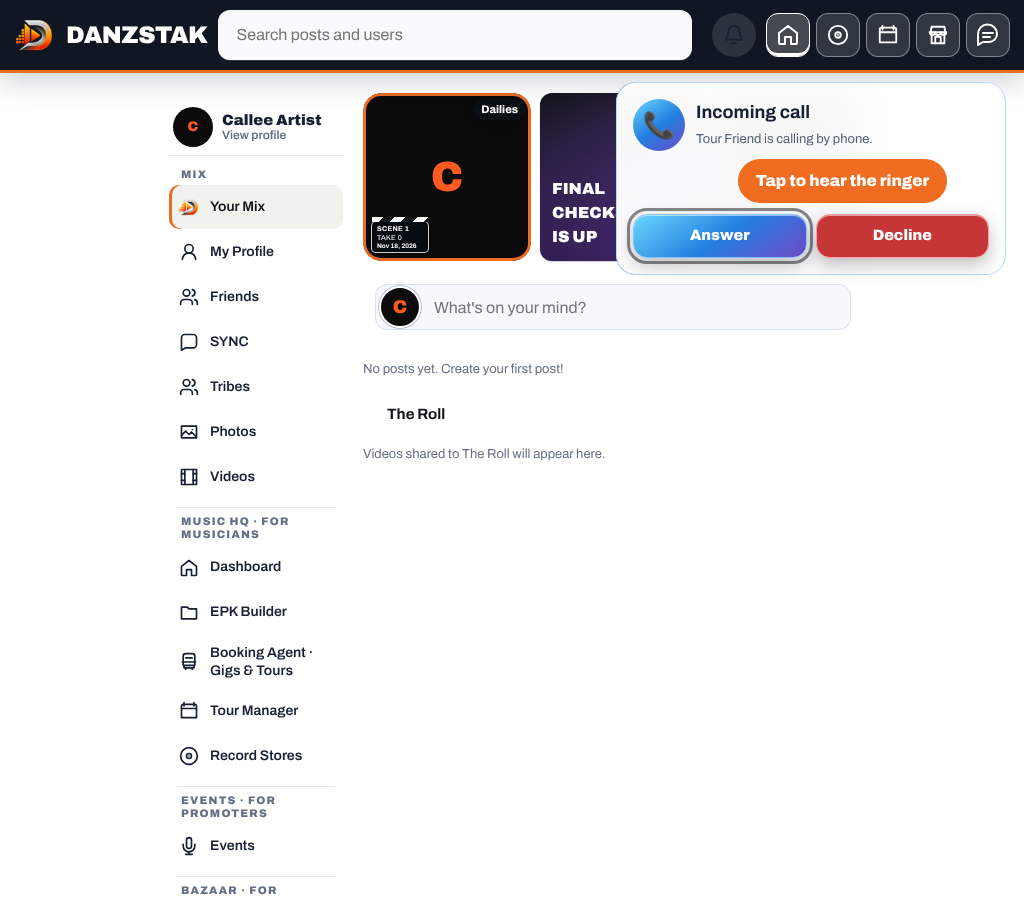 DANZSTAK
Search posts and users
C
Callee Artist
View profile
MIX
Your Mix
My Profile
Friends
SYNC
Tribes
Photos
Videos
MUSIC HQ · FOR
MUSICIANS
Dashboard
EPK Builder
Booking Agent ·
Gigs & Tours
Tour Manager
Record Stores
EVENTS · FOR
PROMOTERS
Events
BAZAAR · FOR
Dailies
C
SCENE 1
TAKE 0
Nov 18, 2026
FINAL
CHECK
IS UP
Incoming call
Tour Friend is calling by phone.
Tap to hear the ringer
Answer
Decline
C
What's on your mind?
No posts yet. Create your first post!
The Roll
Videos shared to The Roll will appear here.